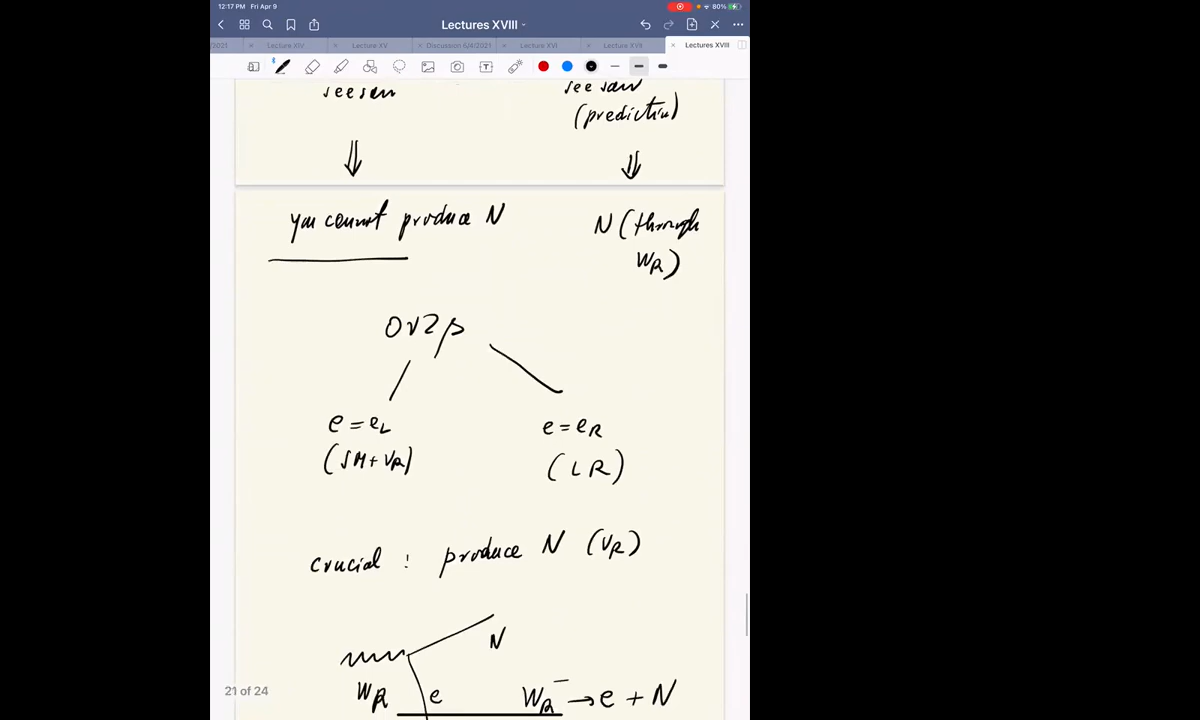 12:17 PM Fri Apr 9
80%
Lectures XVIII
/2021
Lecture XIV
Lecture XV
Discussion 6/4/2021
Lecture XVI
Lecture XVII
Lectures XVIII
seesaw
see saw
(prediction)
⇓ ⇓
you cannot produce N
N (through
W_R)
0ν2β
e = e_L
e = e_R
(SM + ν_R)
(LR)
crucial : produce N (ν_R)
N
W_R e
W_R^- → e + N
21 of 24